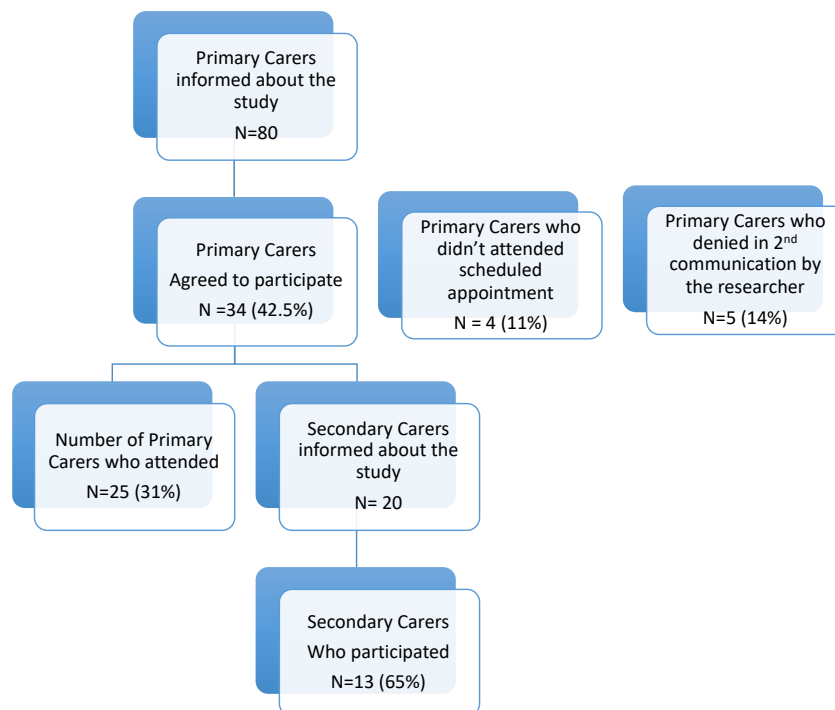 Primary Carers
informed about the
study
N=80
Primary Carers
Agreed to participate
N =34 (42.5%)
Primary Carers who
didn't attended
scheduled
appointment
N = 4 (11%)
Primary Carers who
denied in 2nd
communication by
the researcher
N=5 (14%)
Number of Primary
Carers who attended
N=25 (31%)
Secondary Carers
informed about the
study
N= 20
Secondary Carers
Who participated
N=13 (65%)